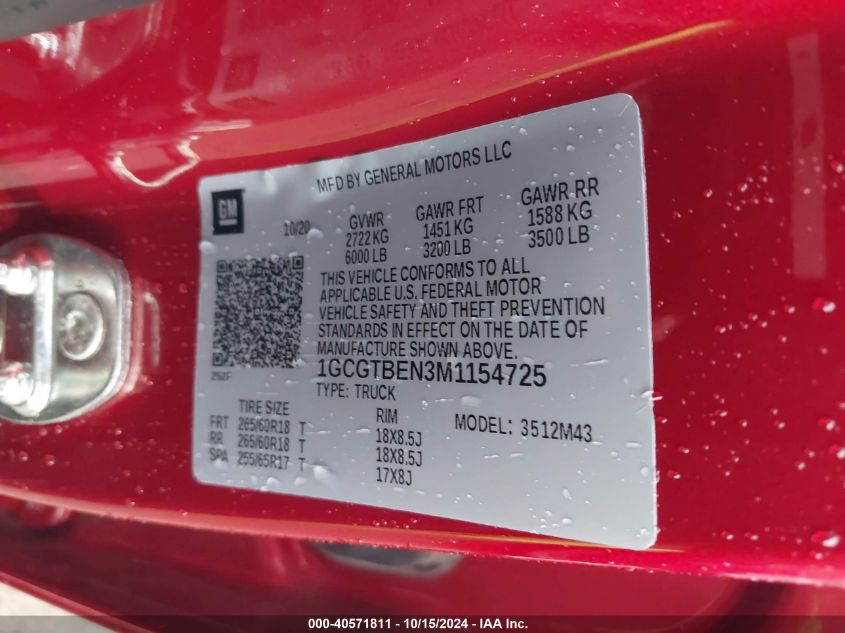 MFD BY GENERAL MOTORS LLC
GM
10/20
GVWR GAWR FRT GAWR RR
2722 KG 1451 KG 1588 KG
6000 LB 3200 LB 3500 LB
THIS VEHICLE CONFORMS TO ALL
APPLICABLE U.S. FEDERAL MOTOR
VEHICLE SAFETY AND THEFT PREVENTION
STANDARDS IN EFFECT ON THE DATE OF
MANUFACTURE SHOWN ABOVE.
252F
1GCGTBEN3M1154725
TYPE: TRUCK
TIRE SIZE RIM MODEL: 3512M43
FRT 265/60R18 T 18X8.5J
RR 265/60R18 T 18X8.5J
SPA 255/65R17 T 17X8J
000-40571811 - 10/15/2024 - IAA Inc.